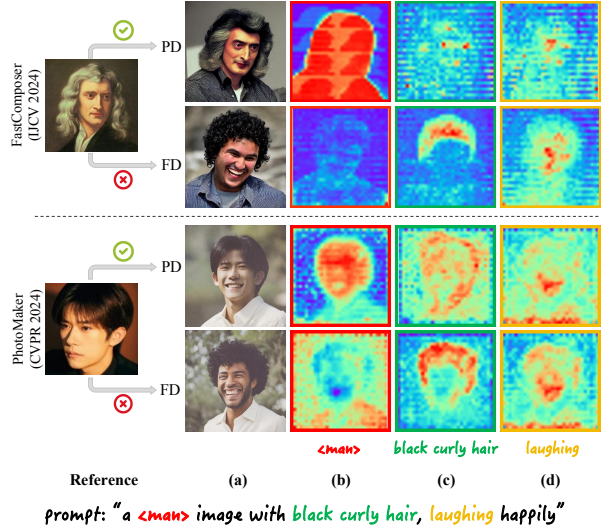 FastComposer
(IJCV 2024)
PD
FD
PhotoMaker
(CVPR 2024)
PD
FD
<man> black curly hair laughing
Reference (a) (b) (c) (d)
prompt: “a <man> image with black curly hair, laughing happily”